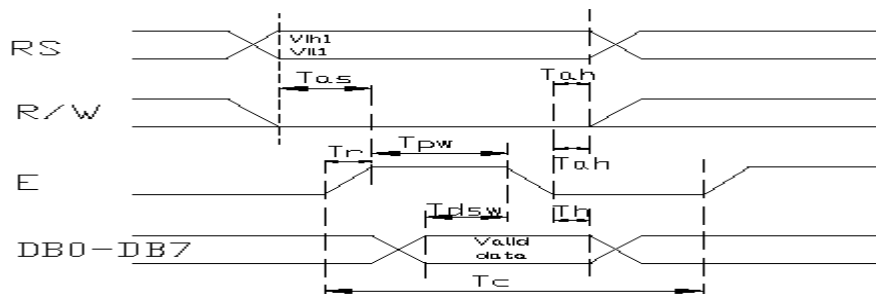 RS
Vih1
Vil1
Tas
Tah
R/W
Tr
Tpw
Tah
E
Tdsw
Th
DB0-DB7
Valid
data
Tc